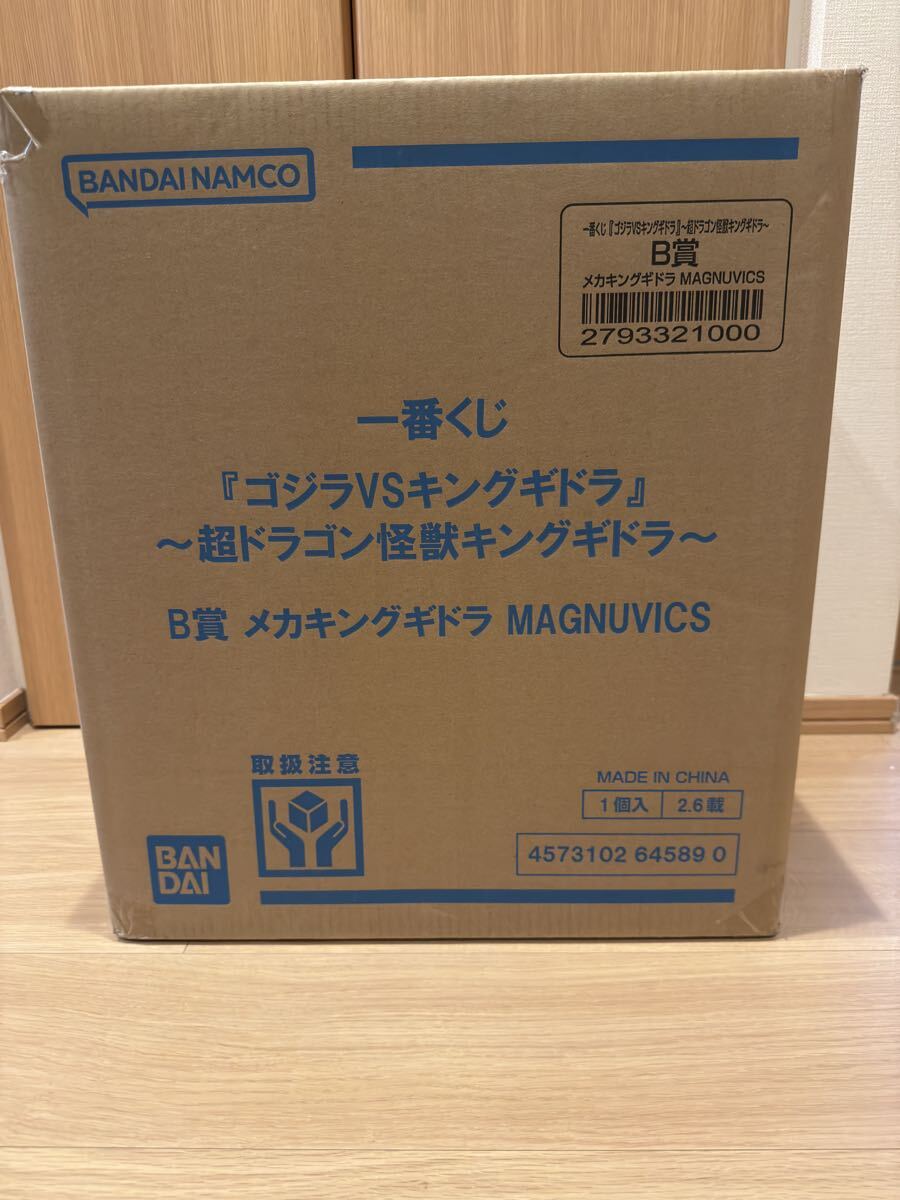 BANDAI NAMCO
一番くじ『ゴジラVSキングギドラ』～超ドラゴン怪獣キングギドラ～
B賞
メカキングギドラ MAGNUVICS
2793321000
一番くじ
『ゴジラVSキングギドラ』
～超ドラゴン怪獣キングギドラ～
B賞 メカキングギドラ MAGNUVICS
取扱注意
MADE IN CHINA
1個入 2.6載
4573102 64589 0
BAN
DAI